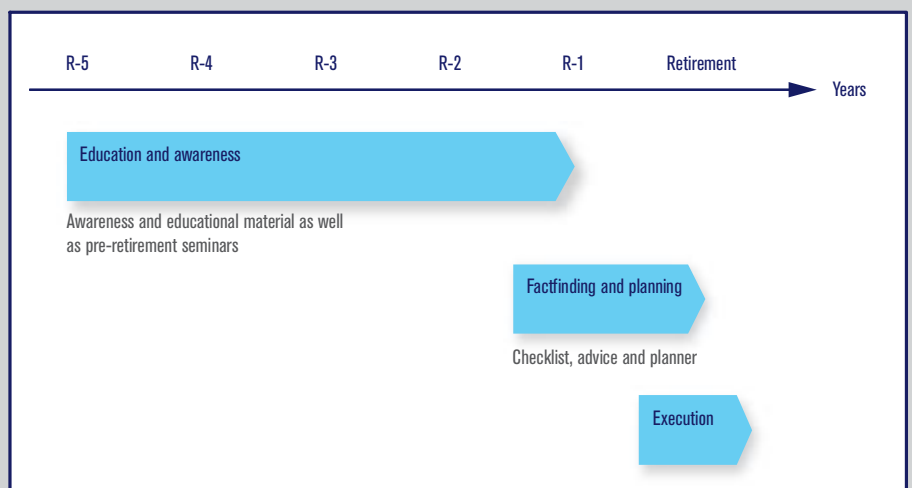 R-5 R-4 R-3 R-2 R-1 Retirement
Years
Education and awareness
Awareness and educational material as well
as pre-retirement seminars
Factfinding and planning
Checklist, advice and planner
Execution